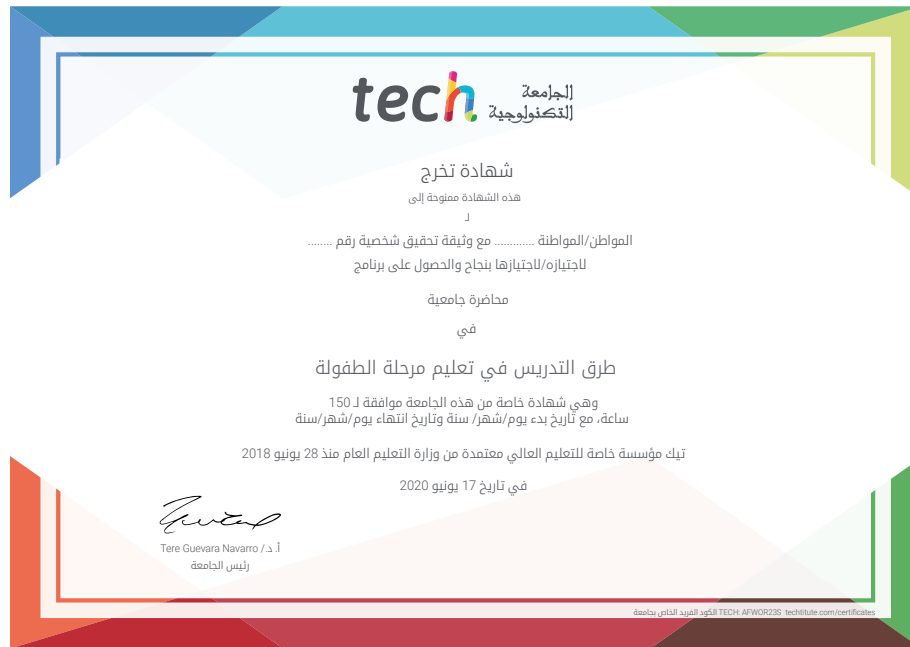 tech الجامعة
التكنولوجية
شهادة تخرج
هذه الشهادة ممنوحة إلى
لـ
المواطن/المواطنة ............ مع وثيقة تحقيق شخصية رقم ........
لاجتيازه/لاجتيازها بنجاح والحصول على برنامج
محاضرة جامعية
في
طرق التدريس في تعليم مرحلة الطفولة
وهي شهادة خاصة من هذه الجامعة موافقة لـ 150
ساعة، مع تاريخ بدء يوم/شهر/ سنة وتاريخ انتهاء يوم/شهر/سنة
تيك مؤسسة خاصة للتعليم العالي معتمدة من وزارة التعليم العام منذ 28 يونيو 2018
في تاريخ 17 يونيو 2020
أ. د./ Tere Guevara Navarro
رئيس الجامعة
الكود الفريد الخاص بجامعة TECH: AFWOR23S techtitute.com/certificates